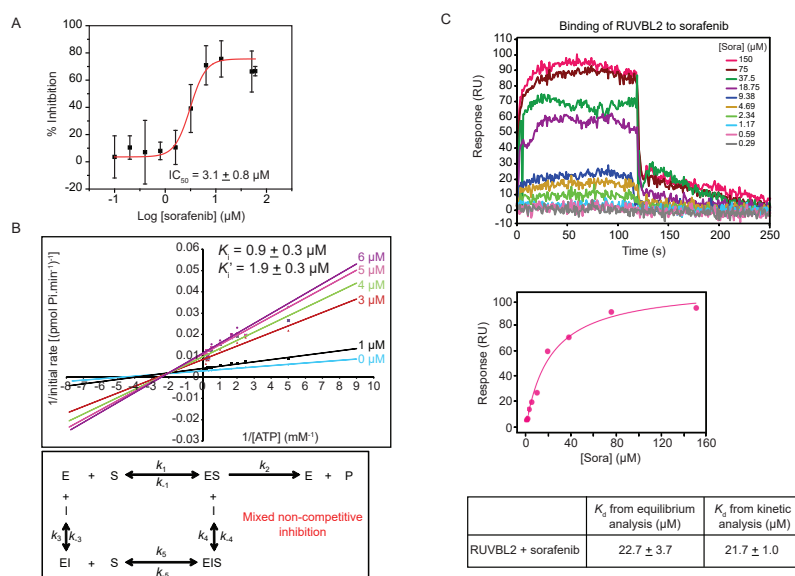 A
% Inhibition
100
80
60
40
20
0
-20
-1
0
1
2
IC50 = 3.1 ± 0.8 µM
Log [sorafenib] (µM)
B
Ki = 0.9 ± 0.3 µM
Ki' = 1.9 ± 0.3 µM
1/initial rate [(pmol Pi.min-1)-1]
0.06
0.05
0.04
0.03
0.02
0.01
0.00
-0.01
-0.02
-0.03
6 µM
5 µM
4 µM
3 µM
1 µM
0 µM
-8 -7 -6 -5 -4 -3 -2 -1 0 1 2 3 4 5 6 7 8 9 10
1/[ATP] (mM-1)
E + S k1 k-1 ES k2 E + P
+ +
I I
k3 k-3 k4 k-4
Mixed non-competitive
inhibition
EI + S k5 k-5 EIS
C
Binding of RUVBL2 to sorafenib
Response (RU)
110
100
90
80
70
60
50
40
30
20
10
0
-10
0 50 100 150 200 250
Time (s)
[Sora] (µM)
150
75
37.5
18.75
9.38
4.69
2.34
1.17
0.59
0.29
Response (RU)
100
80
60
40
20
0
0 40 80 120 160
[Sora] (µM)
Kd from equilibrium analysis (µM)
Kd from kinetic analysis (µM)
RUVBL2 + sorafenib 22.7 ± 3.7 21.7 ± 1.0